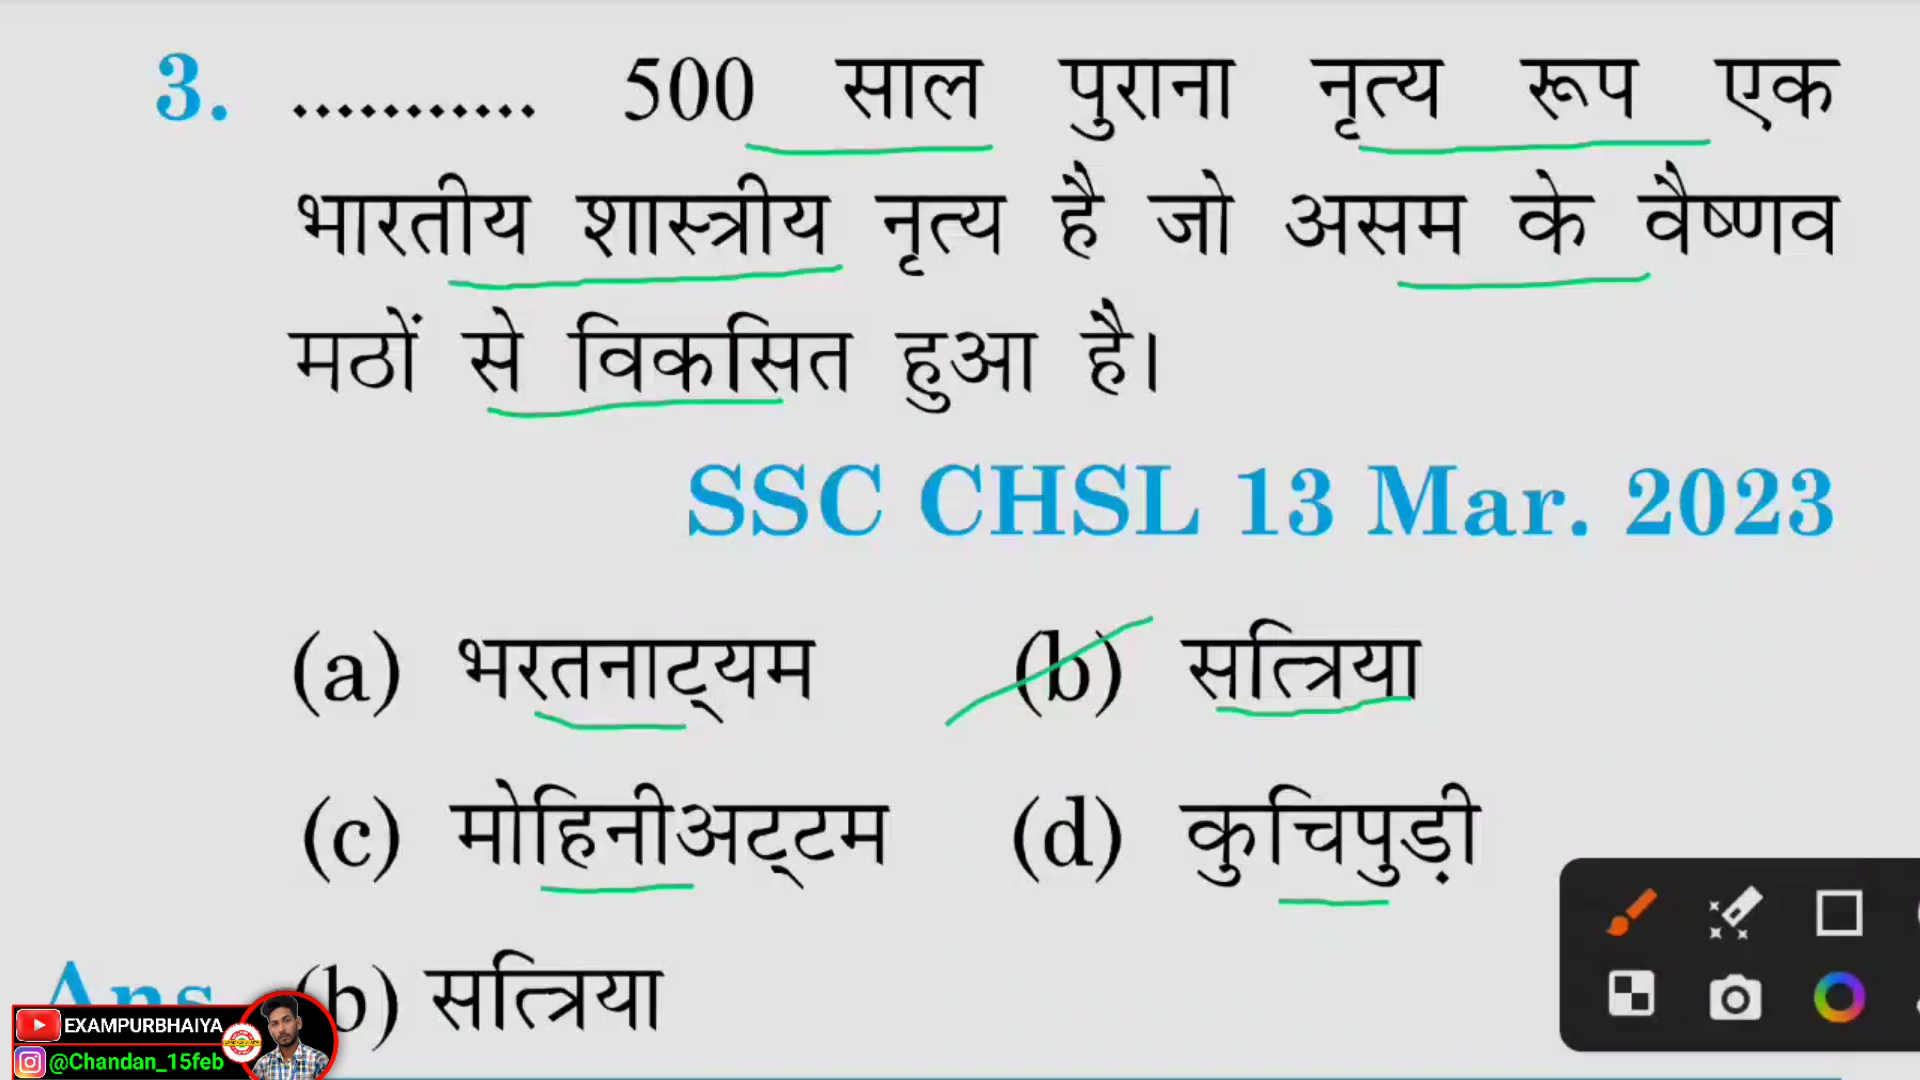 3. ........... 500 साल पुराना नृत्य रूप एक
भारतीय शास्त्रीय नृत्य है जो असम के वैष्णव
मठों से विकसित हुआ है।
SSC CHSL 13 Mar. 2023
(a) भरतनाट्यम (b) सत्त्रिया
(c) मोहिनीअट्टम (d) कुचिपुड़ी
Ans. (b) सत्त्रिया
EXAMPURBHAIYA
@Chandan_15feb